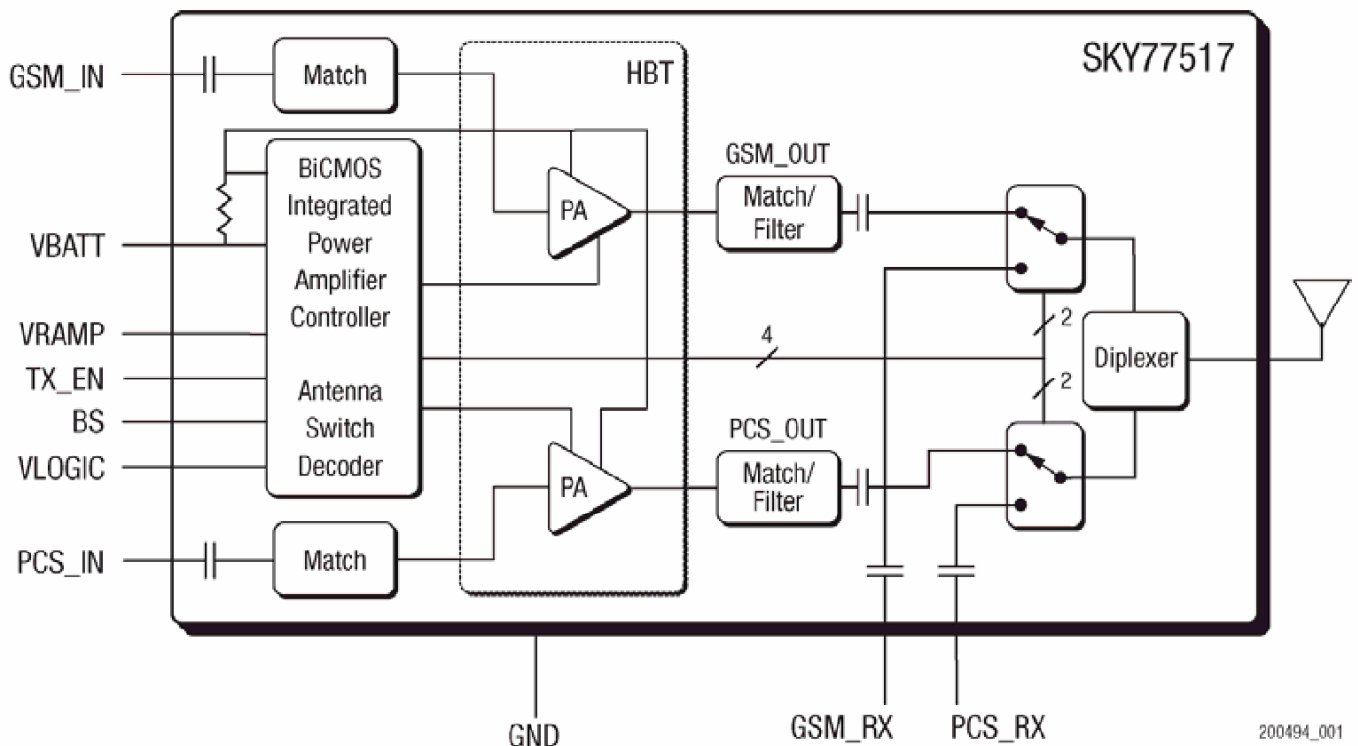 SKY77517
GSM_IN
Match
HBT
BiCMOS
Integrated
Power
Amplifier
Controller
Antenna
Switch
Decoder
VBATT
VRAMP
TX_EN
BS
VLOGIC
PCS_IN
Match
PA
PA
GSM_OUT
Match/
Filter
4
2
2
Diplexer
PCS_OUT
Match/
Filter
GND
GSM_RX
PCS_RX
200494_001